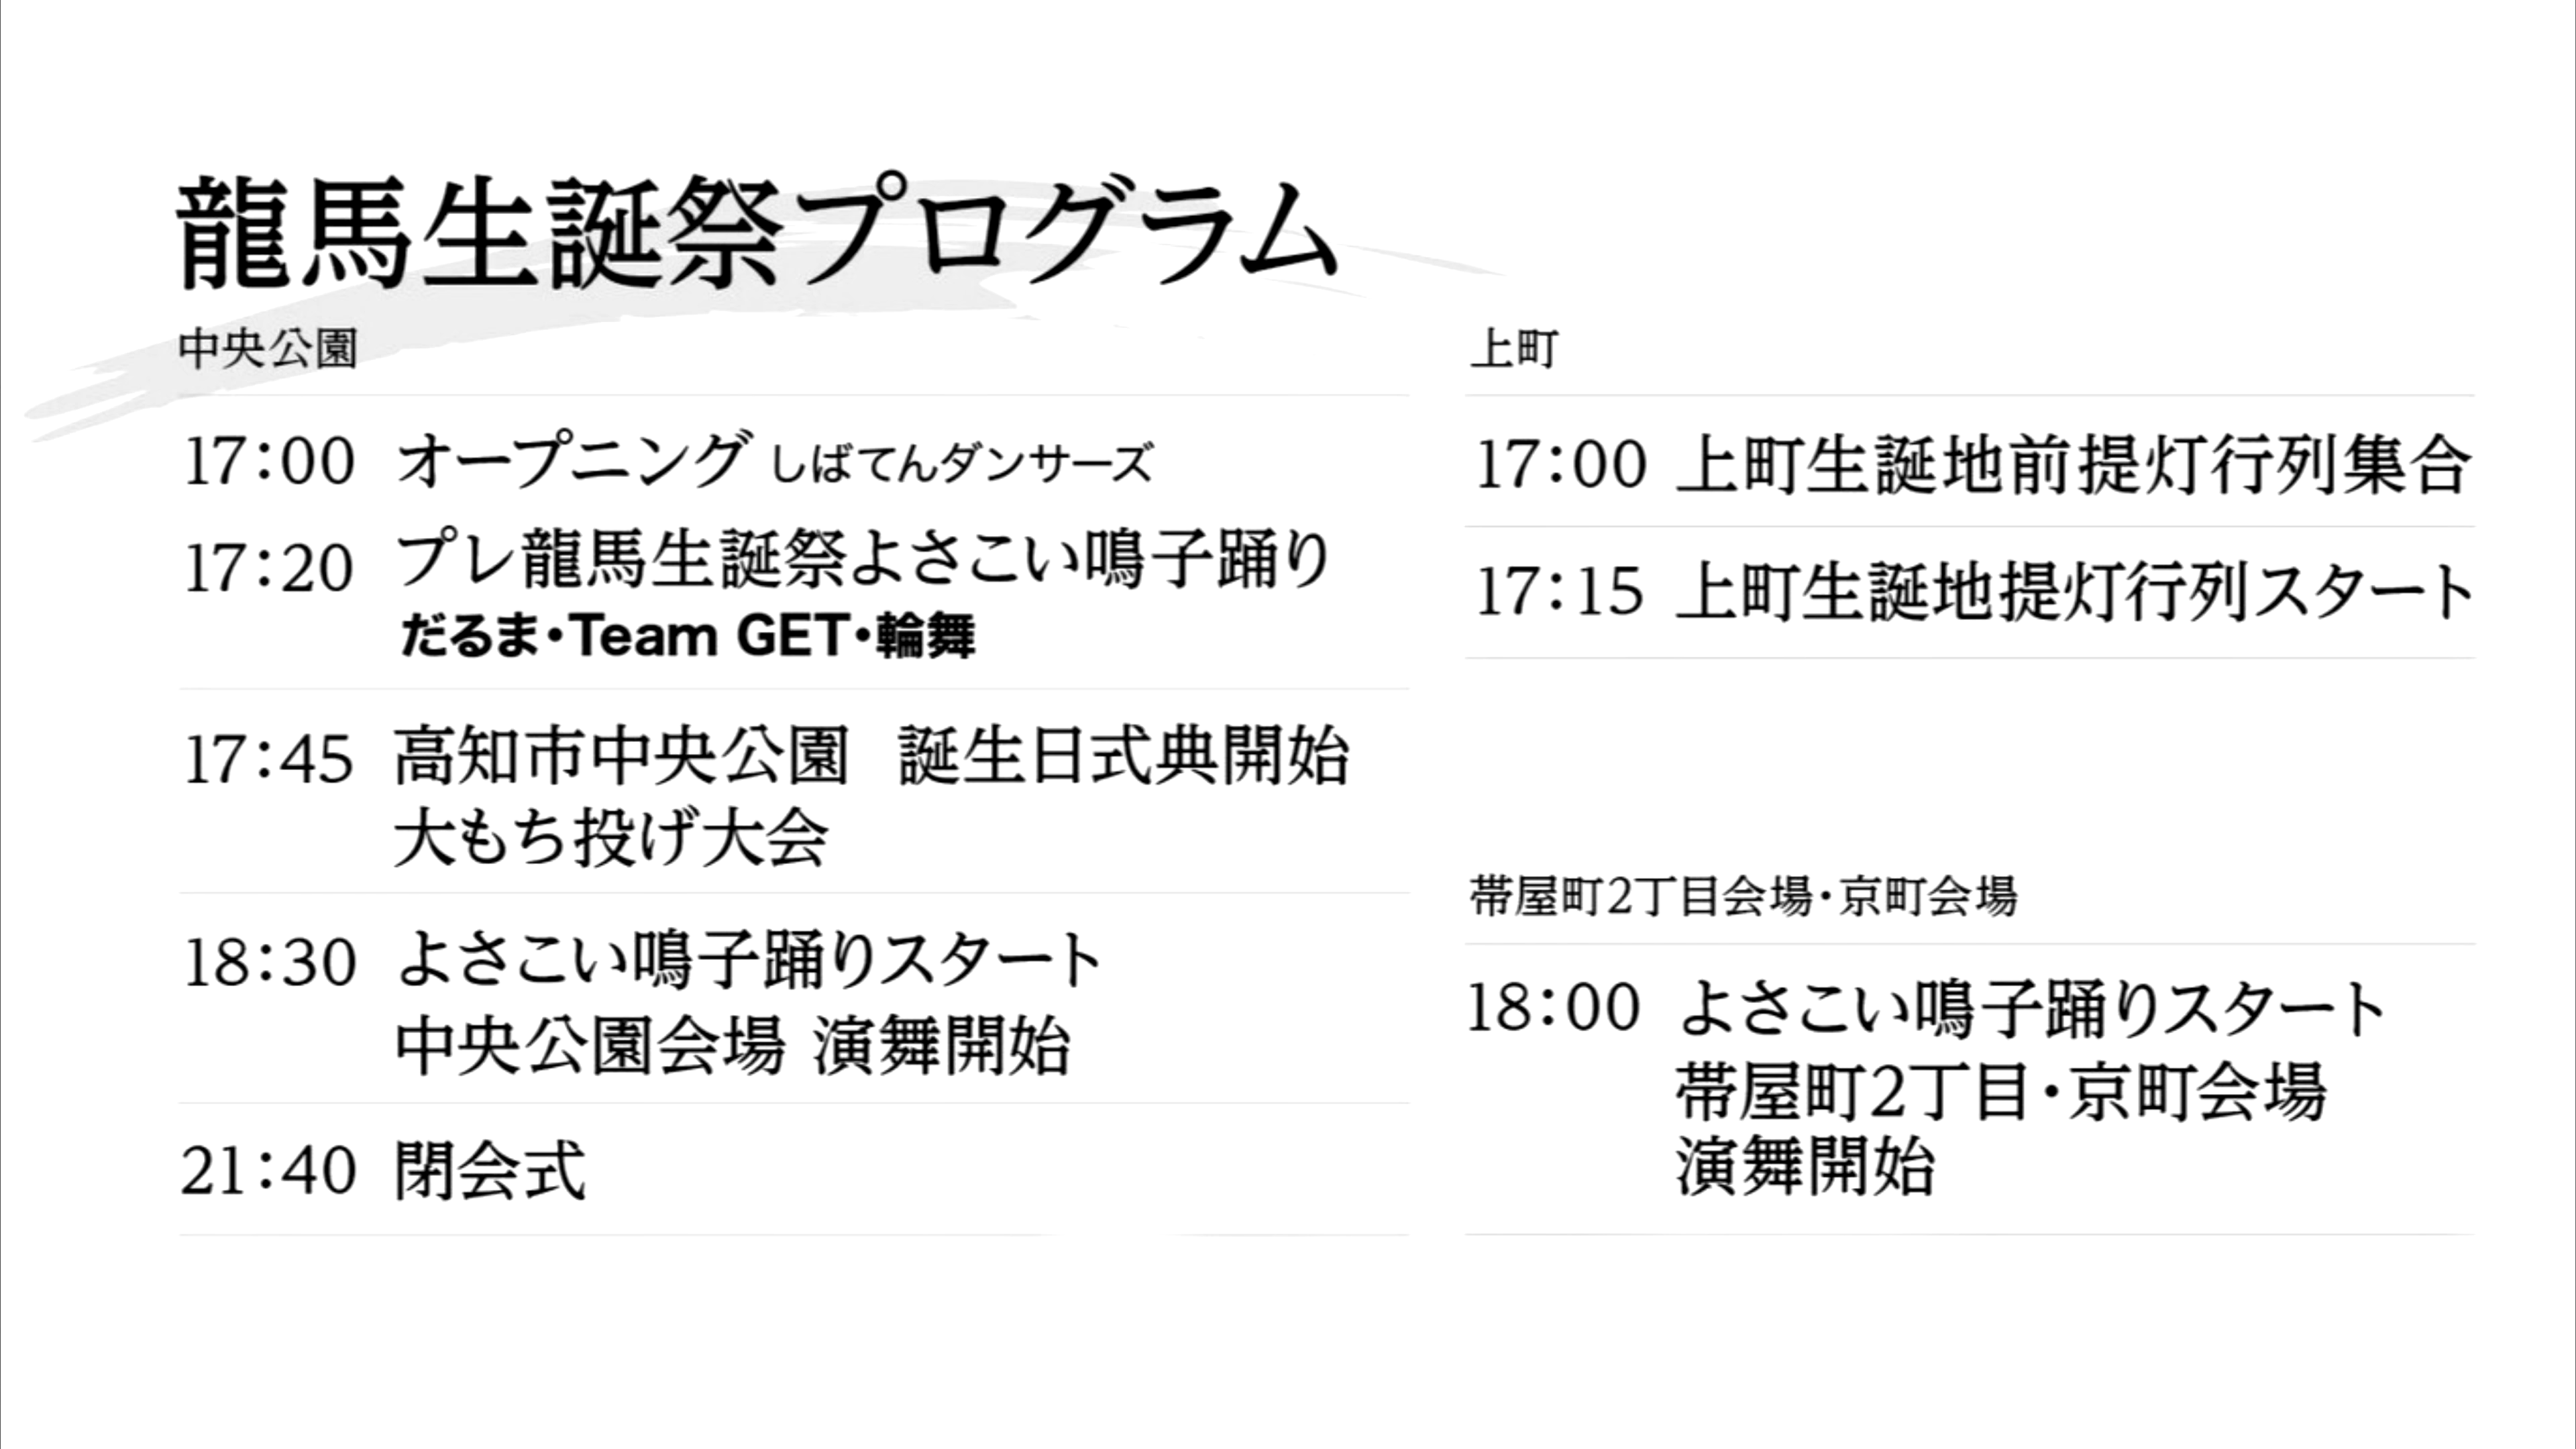 龍馬生誕祭プログラム
中央公園
17:00 オープニング しばてんダンサーズ
17:20 プレ龍馬生誕祭よさこい鳴子踊り
だるま・Team GET・輪舞
17:45 高知市中央公園 誕生日式典開始
大もち投げ大会
18:30 よさこい鳴子踊りスタート
中央公園会場 演舞開始
21:40 閉会式
上町
17:00 上町生誕地前提灯行列集合
17:15 上町生誕地提灯行列スタート
帯屋町2丁目会場・京町会場
18:00 よさこい鳴子踊りスタート
帯屋町2丁目・京町会場
演舞開始